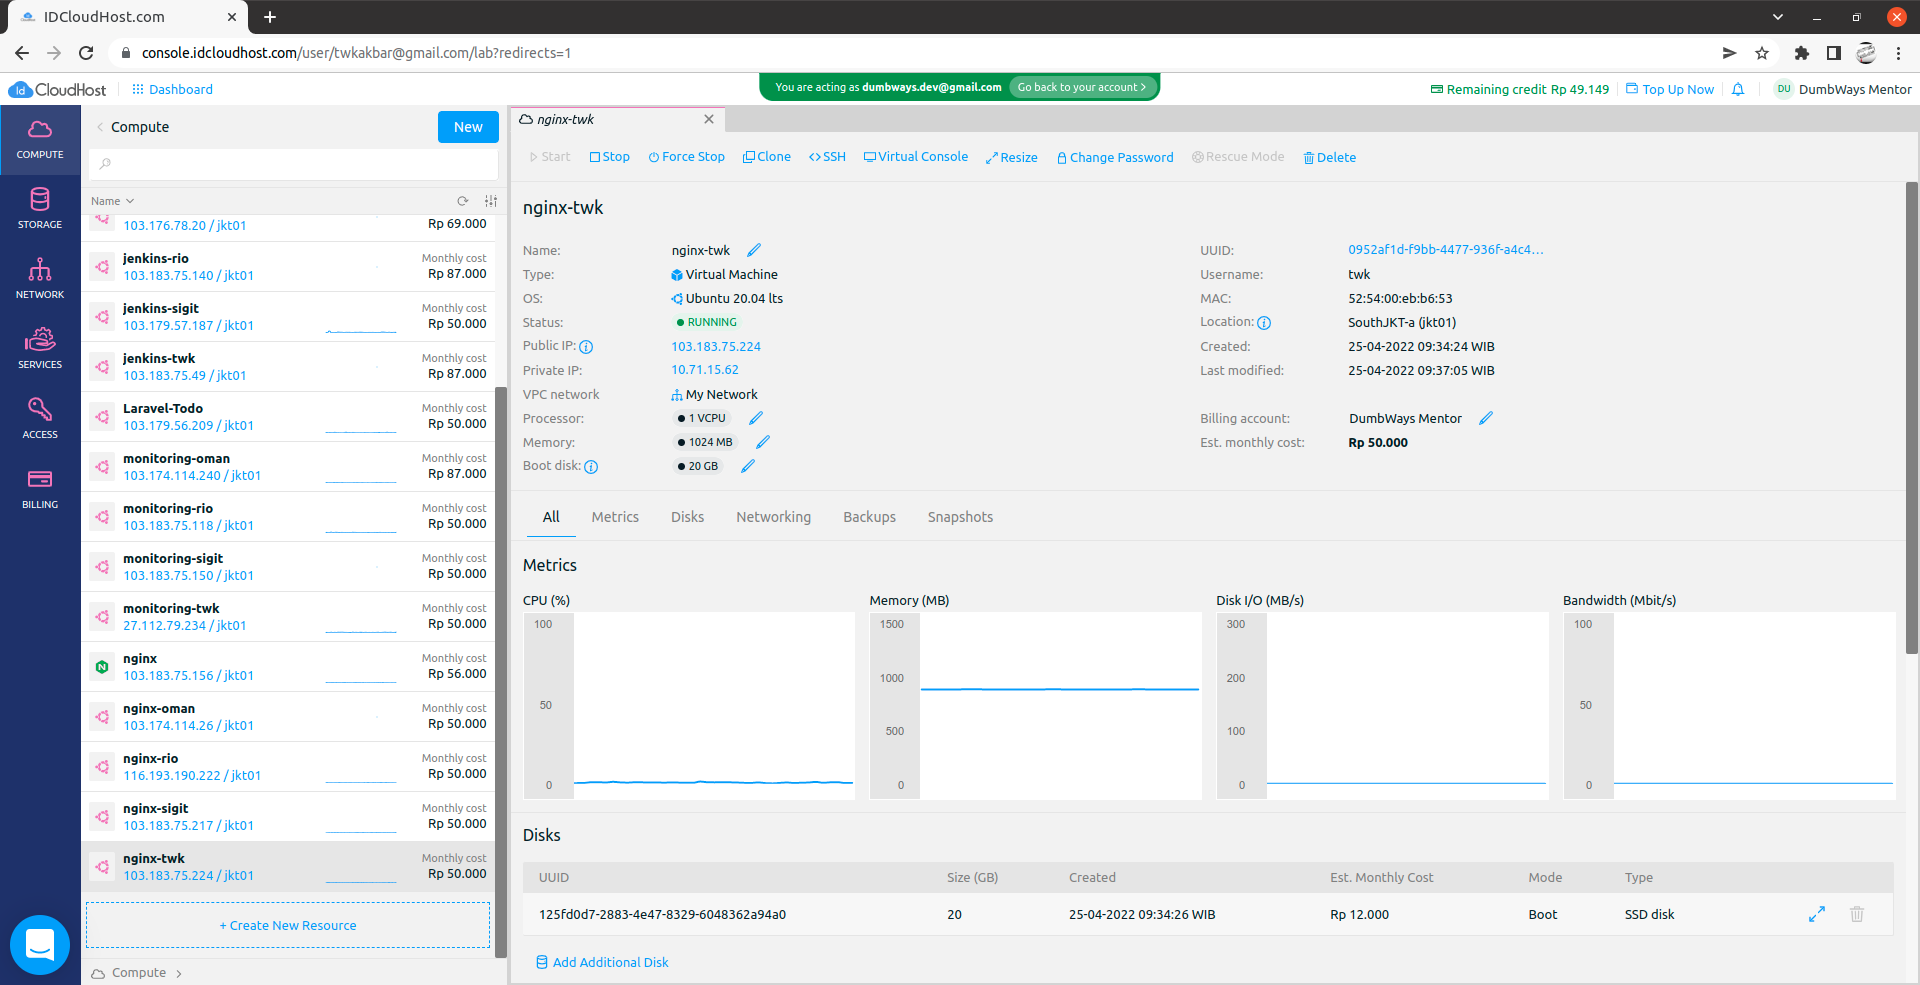 IDCloudHost.com
console.idcloudhost.com/user/twkakbar@gmail.com/lab?redirects=1
Id CloudHost
Dashboard
You are acting as dumbways.dev@gmail.com
Go back to your account >
Remaining credit Rp 49.149
Top Up Now
DU
DumbWays Mentor
COMPUTE
STORAGE
NETWORK
SERVICES
ACCESS
BILLING
Compute
New
Name
103.176.78.20 / jkt01
Rp 69.000
jenkins-rio
103.183.75.140 / jkt01
Monthly cost
Rp 87.000
jenkins-sigit
103.179.57.187 / jkt01
Monthly cost
Rp 50.000
jenkins-twk
103.183.75.49 / jkt01
Monthly cost
Rp 87.000
Laravel-Todo
103.179.56.209 / jkt01
Monthly cost
Rp 50.000
monitoring-oman
103.174.114.240 / jkt01
Monthly cost
Rp 87.000
monitoring-rio
103.183.75.118 / jkt01
Monthly cost
Rp 50.000
monitoring-sigit
103.183.75.150 / jkt01
Monthly cost
Rp 50.000
monitoring-twk
27.112.79.234 / jkt01
Monthly cost
Rp 50.000
nginx
103.183.75.156 / jkt01
Monthly cost
Rp 56.000
nginx-oman
103.174.114.26 / jkt01
Monthly cost
Rp 50.000
nginx-rio
116.193.190.222 / jkt01
Monthly cost
Rp 50.000
nginx-sigit
103.183.75.217 / jkt01
Monthly cost
Rp 50.000
nginx-twk
103.183.75.224 / jkt01
Monthly cost
Rp 50.000
+ Create New Resource
Compute
nginx-twk
Start
Stop
Force Stop
Clone
SSH
Virtual Console
Resize
Change Password
Rescue Mode
Delete
nginx-twk
Name: nginx-twk
Type: Virtual Machine
OS: Ubuntu 20.04 lts
Status: RUNNING
Public IP: 103.183.75.224
Private IP: 10.71.15.62
VPC network My Network
Processor: 1 VCPU
Memory: 1024 MB
Boot disk: 20 GB
UUID: 0952af1d-f9bb-4477-936f-a4c4...
Username: twk
MAC: 52:54:00:eb:b6:53
Location: SouthJKT-a (jkt01)
Created: 25-04-2022 09:34:24 WIB
Last modified: 25-04-2022 09:37:05 WIB
Billing account: DumbWays Mentor
Est. monthly cost: Rp 50.000
All
Metrics
Disks
Networking
Backups
Snapshots
Metrics
CPU (%)
100
50
0
Memory (MB)
1500
1000
500
0
Disk I/O (MB/s)
300
200
100
0
Bandwidth (Mbit/s)
100
50
0
Disks
UUID Size (GB) Created Est. Monthly Cost Mode Type
125fd0d7-2883-4e47-8329-6048362a94a0 20 25-04-2022 09:34:26 WIB Rp 12.000 Boot SSD disk
Add Additional Disk